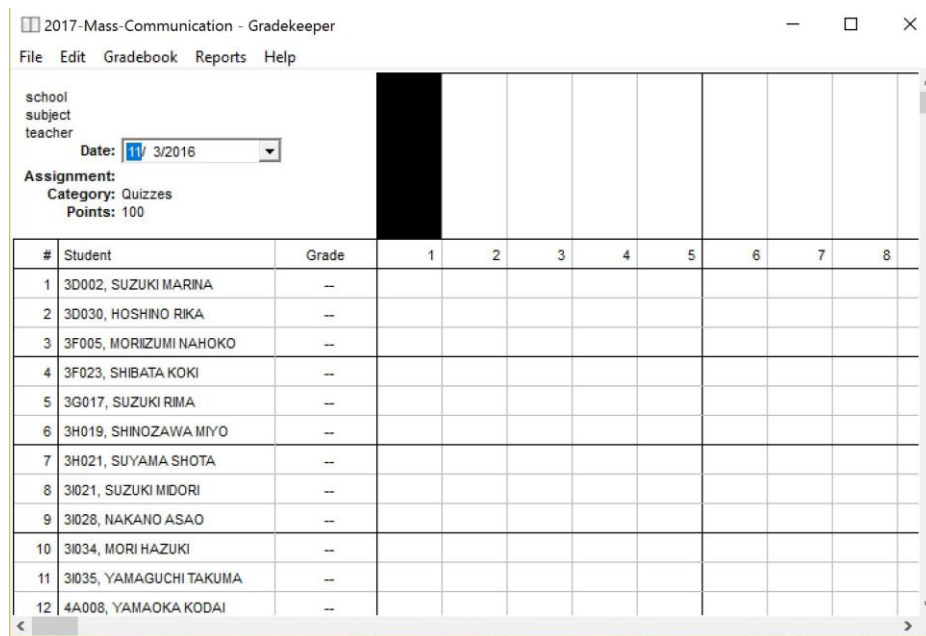 2017-Mass-Communication - Gradekeeper
File Edit Gradebook Reports Help
school
subject
teacher
Date: 11/ 3/2016
Assignment:
Category: Quizzes
Points: 100
# Student Grade 1 2 3 4 5 6 7 8
1 3D002, SUZUKI MARINA --
2 3D030, HOSHINO RIKA --
3 3F005, MORIIZUMI NAHOKO --
4 3F023, SHIBATA KOKI --
5 3G017, SUZUKI RIMA --
6 3H019, SHINOZAWA MIYO --
7 3H021, SUYAMA SHOTA --
8 3I021, SUZUKI MIDORI --
9 3I028, NAKANO ASAO --
10 3I034, MORI HAZUKI --
11 3I035, YAMAGUCHI TAKUMA --
12 4A008, YAMAOKA KODAI --